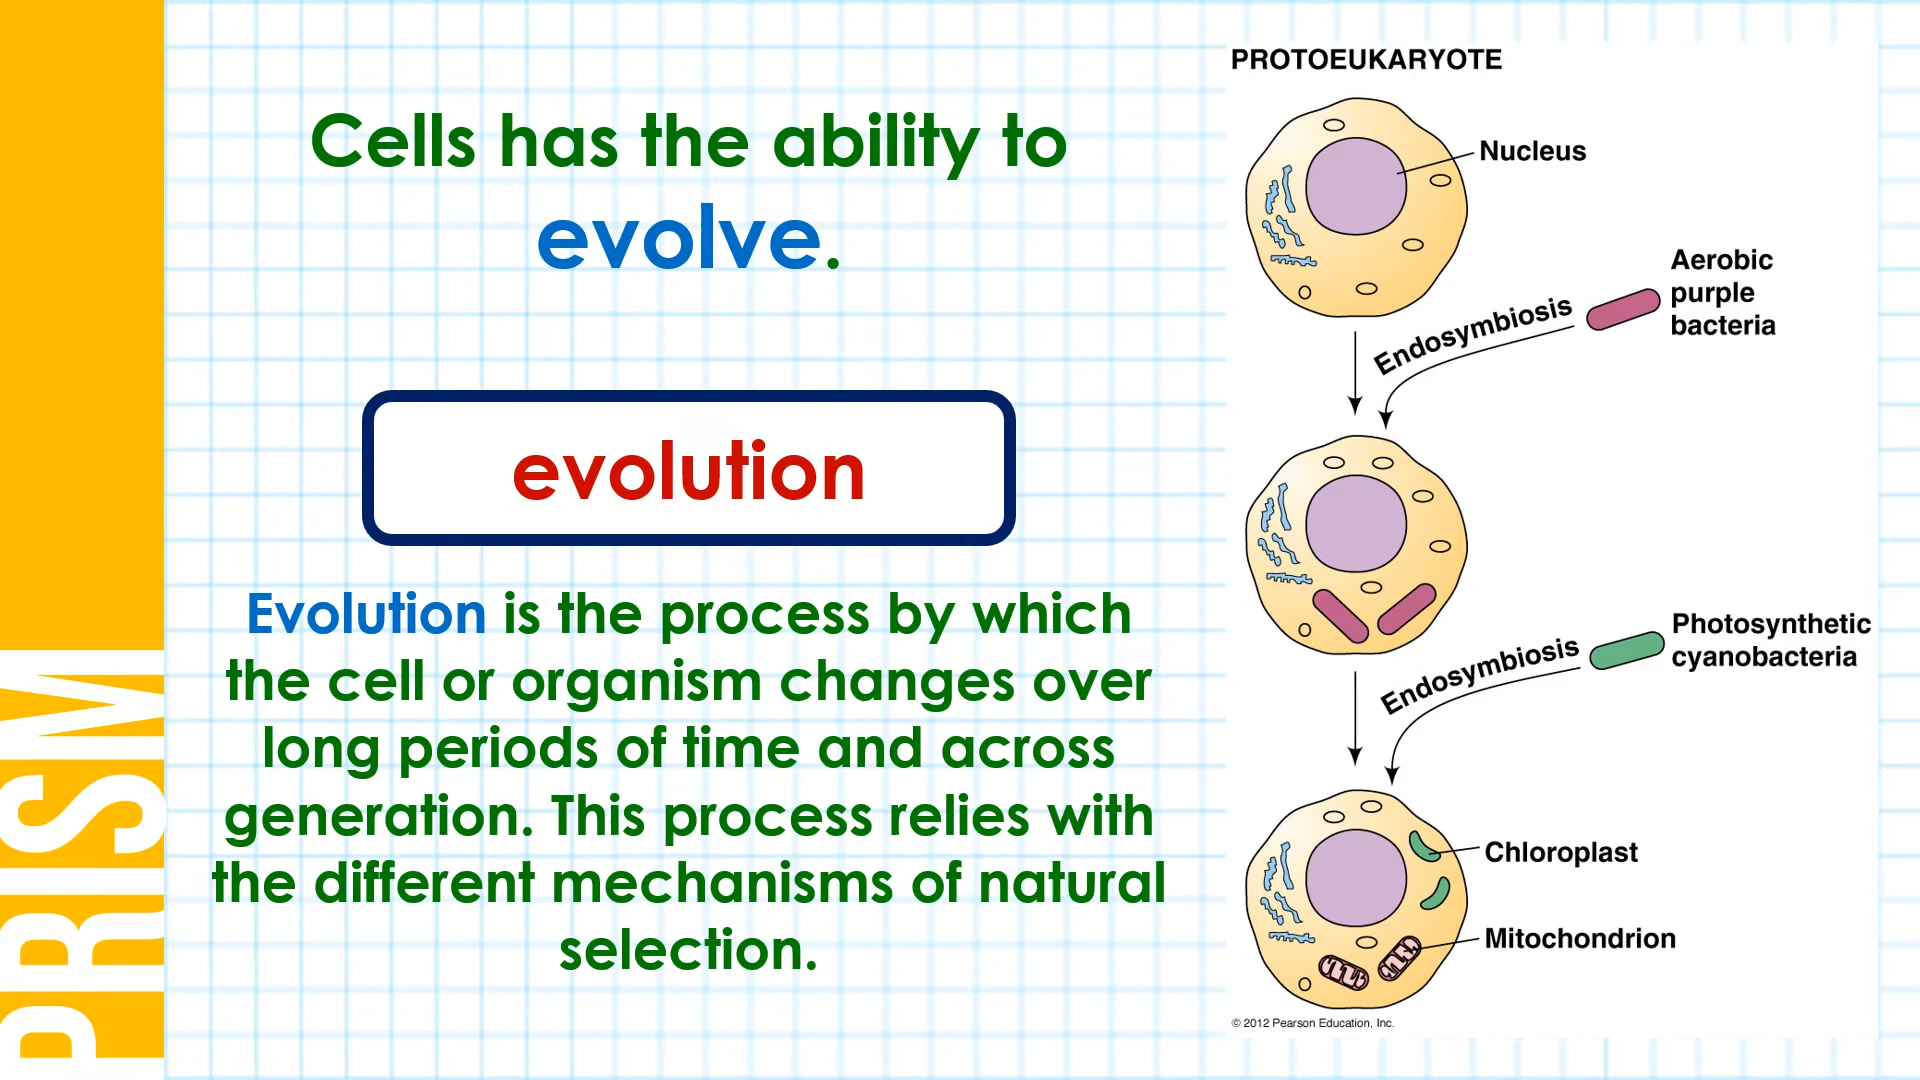 PRISM
Cells has the ability to
evolve.
evolution
Evolution is the process by which
the cell or organism changes over
long periods of time and across
generation. This process relies with
the different mechanisms of natural
selection.
PROTOEUKARYOTE
Nucleus
Aerobic
purple
bacteria
Endosymbiosis
Photosynthetic
cyanobacteria
Endosymbiosis
Chloroplast
Mitochondrion
© 2012 Pearson Education, Inc.